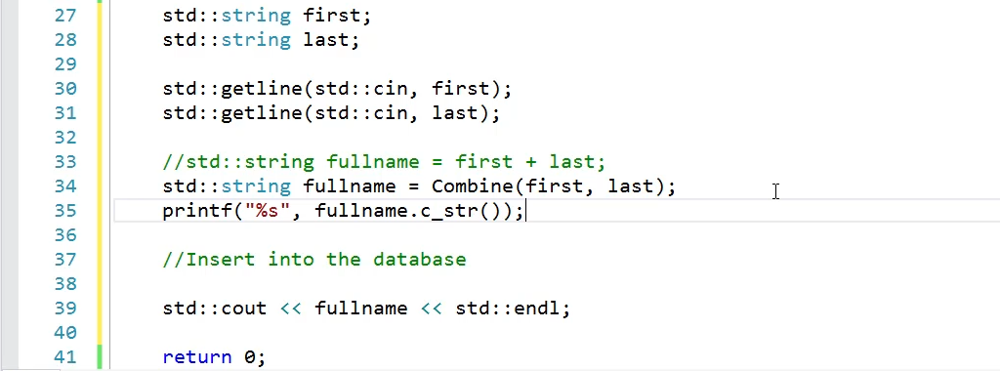 27 std::string first;
28 std::string last;
29
30 std::getline(std::cin, first);
31 std::getline(std::cin, last);
32
33 //std::string fullname = first + last;
34 std::string fullname = Combine(first, last);
35 printf("%s", fullname.c_str());
36
37 //Insert into the database
38
39 std::cout << fullname << std::endl;
40
41 return 0;